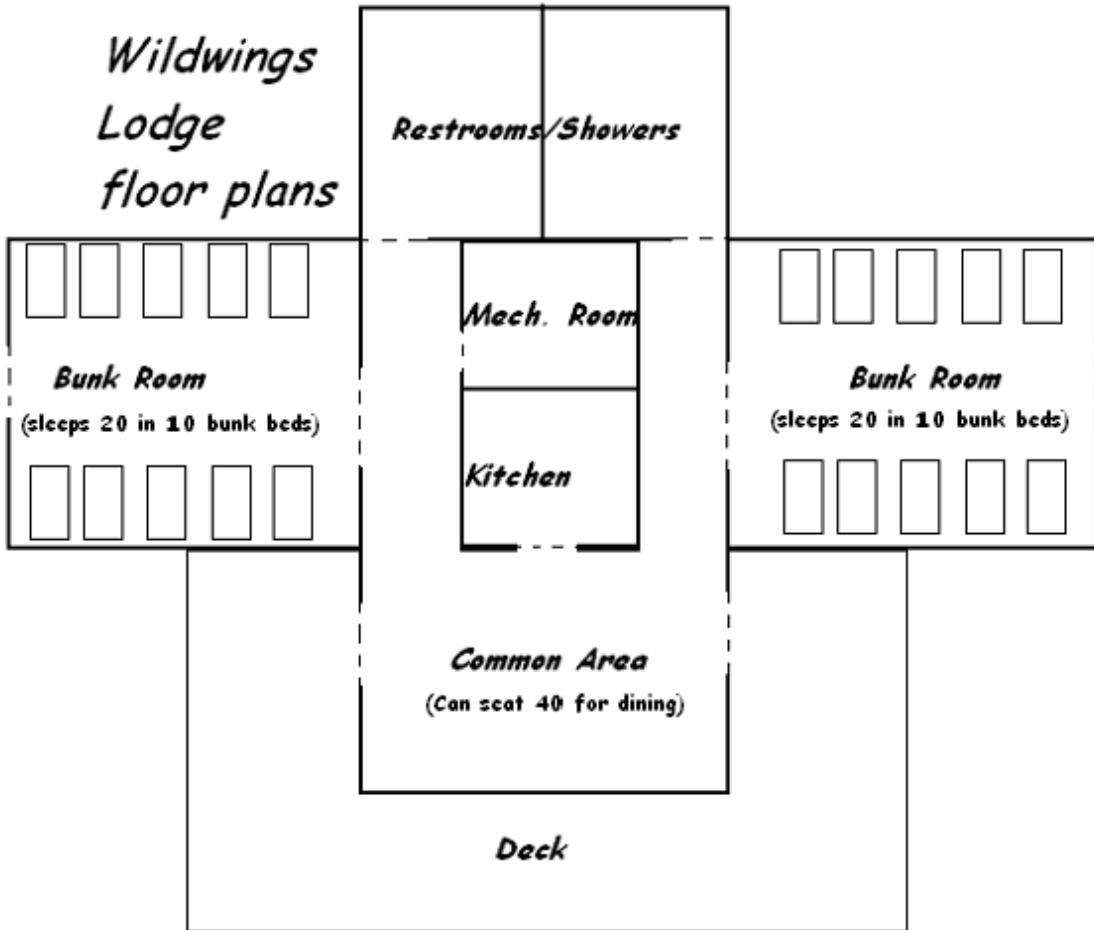 Wildwings
Lodge
floor plans
Restrooms/Showers
Mech. Room
Bunk Room
(sleeps 20 in 10 bunk beds)
Bunk Room
(sleeps 20 in 10 bunk beds)
Kitchen
Common Area
(Can seat 40 for dining)
Deck